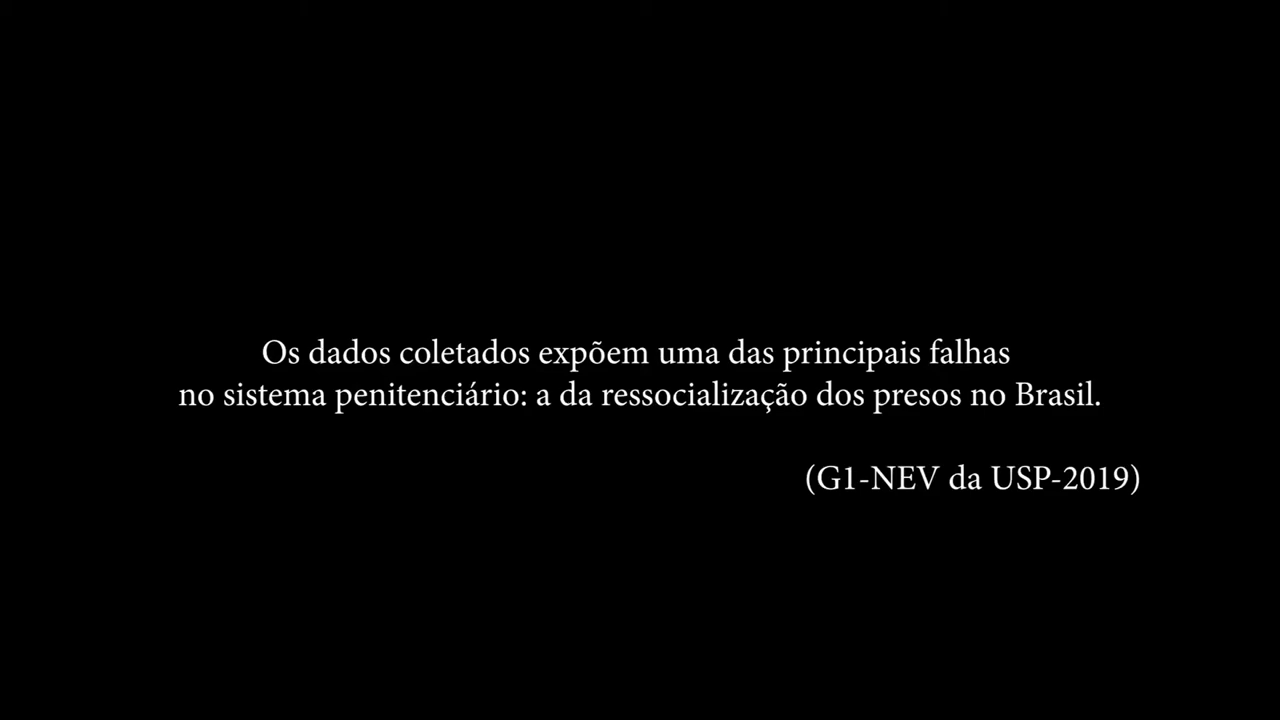 Os dados coletados expõem uma das principais falhas
no sistema penitenciário: a da ressocialização dos presos no Brasil.
(G1-NEV da USP-2019)